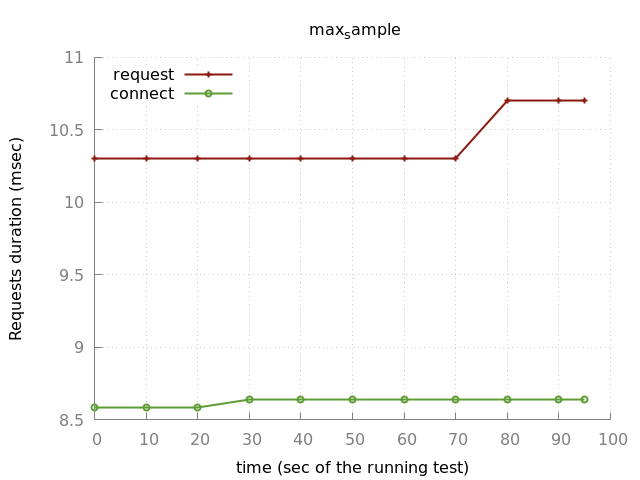 max_sample
11
request
connect
10.5
10
9.5
9
8.5
Requests duration (msec)
0 10 20 30 40 50 60 70 80 90 100
time (sec of the running test)